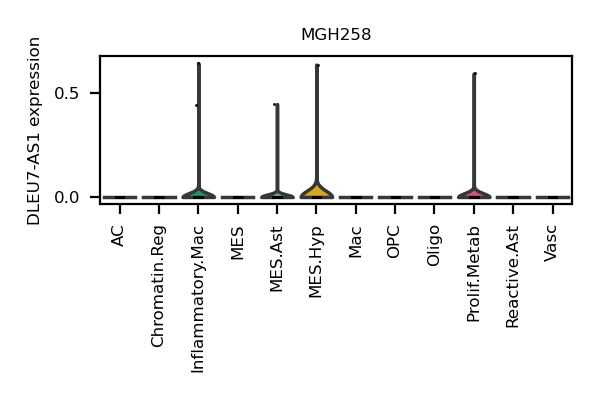 MGH258
DLEU7-AS1 expression
0.5
0.0
AC
Chromatin.Reg
Inflammatory.Mac
MES
MES.Ast
MES.Hyp
Mac
OPC
Oligo
Prolif.Metab
Reactive.Ast
Vasc